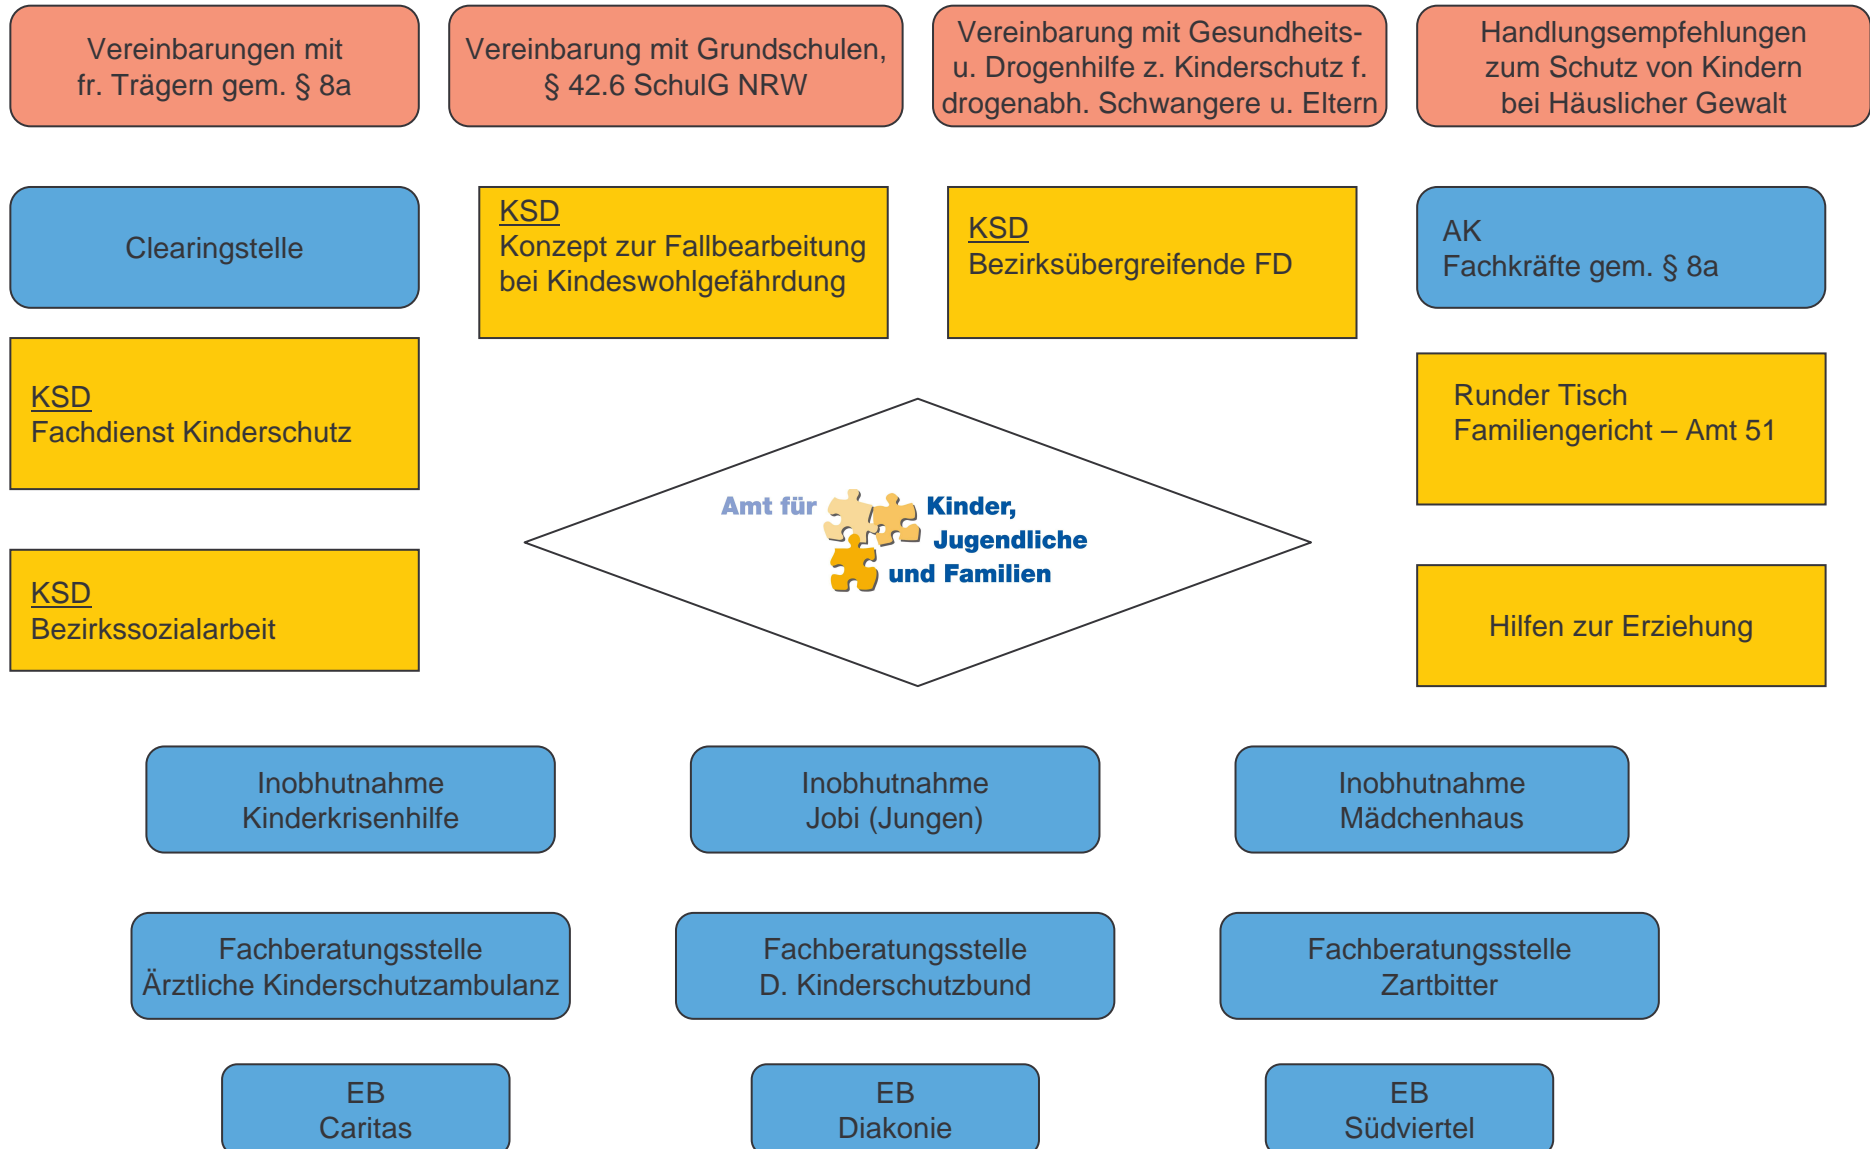 Vereinbarungen mit
fr. Trägern gem. § 8a
Vereinbarung mit Grundschulen,
§ 42.6 SchulG NRW
Vereinbarung mit Gesundheits-
u. Drogenhilfe z. Kinderschutz f.
drogenabh. Schwangere u. Eltern
Handlungsempfehlungen
zum Schutz von Kindern
bei Häuslicher Gewalt
Clearingstelle
KSD
Konzept zur Fallbearbeitung
bei Kindeswohlgefährdung
KSD
Bezirksübergreifende FD
AK
Fachkräfte gem. § 8a
KSD
Fachdienst Kinderschutz
Runder Tisch
Familiengericht – Amt 51
Amt für Kinder,
Jugendliche
und Familien
KSD
Bezirkssozialarbeit
Hilfen zur Erziehung
Inobhutnahme
Kinderkrisenhilfe
Inobhutnahme
Jobi (Jungen)
Inobhutnahme
Mädchenhaus
Fachberatungsstelle
Ärztliche Kinderschutzambulanz
Fachberatungsstelle
D. Kinderschutzbund
Fachberatungsstelle
Zartbitter
EB
Caritas
EB
Diakonie
EB
Südviertel